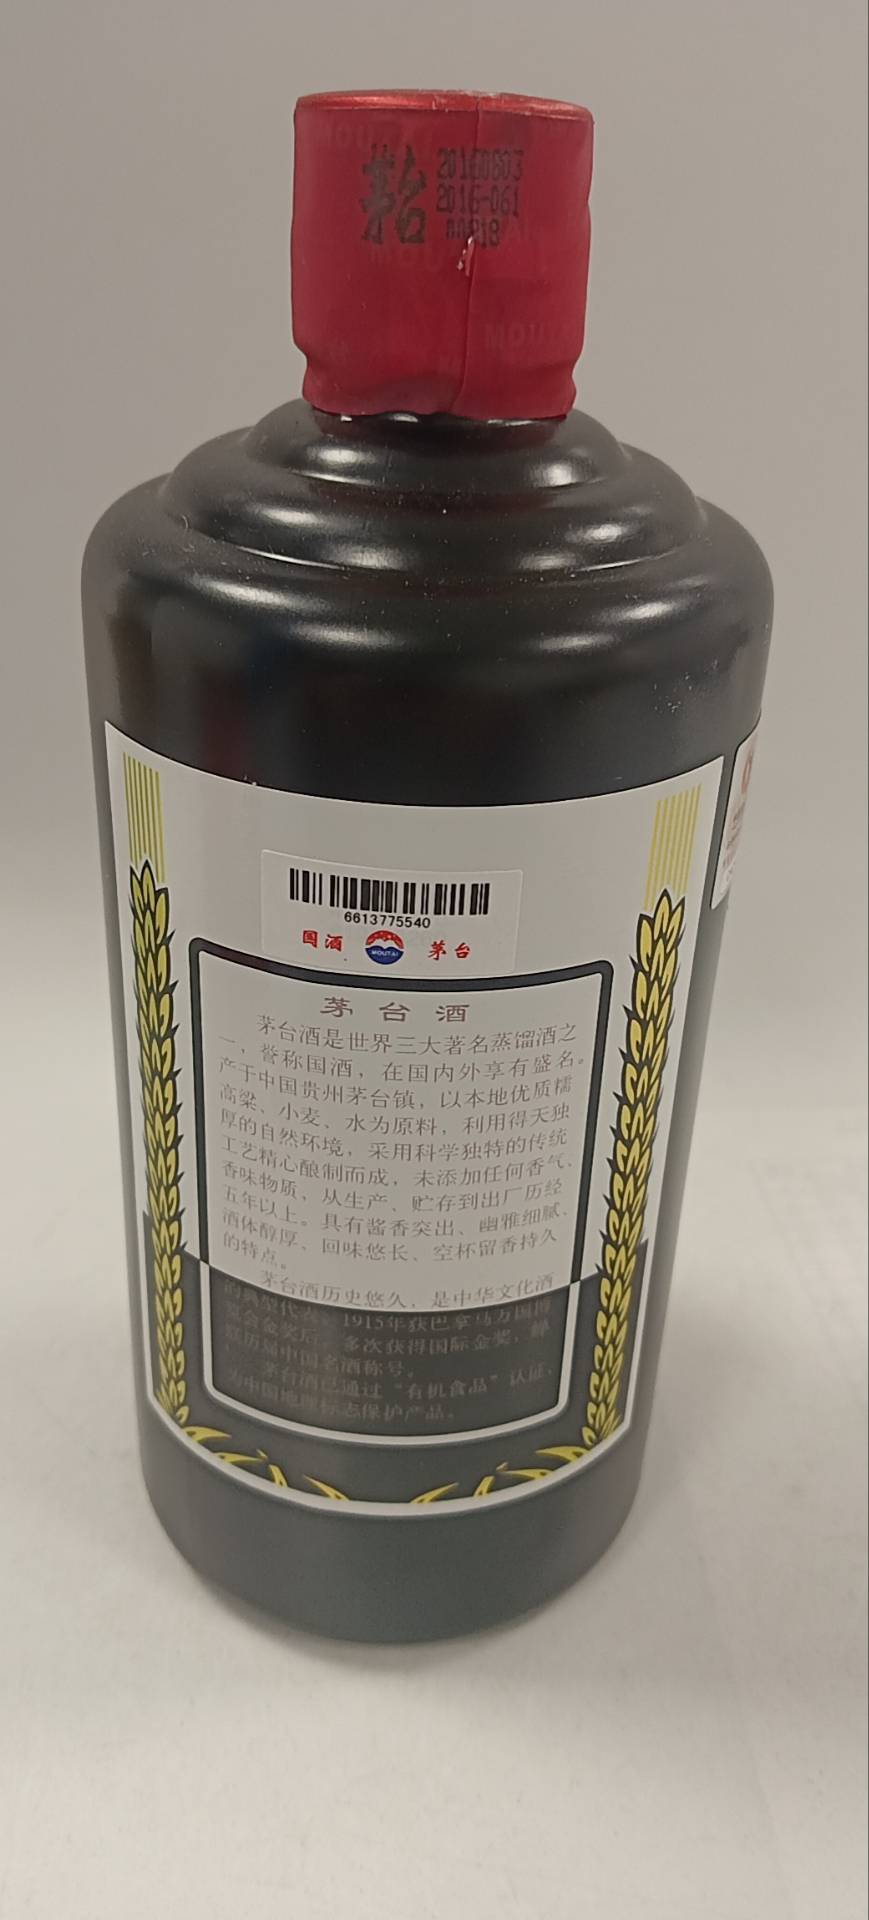 茅台
20160803
2016-061
6613775540
国酒
MOUTAI
茅台
茅台酒
茅台酒是世界三大著名蒸馏酒之
一，誉称国酒，在国内外享有盛名。
产于中国贵州茅台镇，以本地优质糯
高粱、小麦、水为原料，利用得天独
厚的自然环境，采用科学独特的传统
工艺精心酿制而成，未添加任何香气、
香味物质，从生产、贮存到出厂历经
五年以上。具有酱香突出、幽雅细腻、
酒体醇厚、回味悠长、空杯留香持久
的特点。
茅台酒历史悠久，是中华文化酒
的典型代表。1915年获巴拿马万国博
览会金奖后，多次获得国际金奖，蝉
联历届中国名酒称号。
茅台酒已通过“有机食品”认证，
为中国地理标志保护产品。